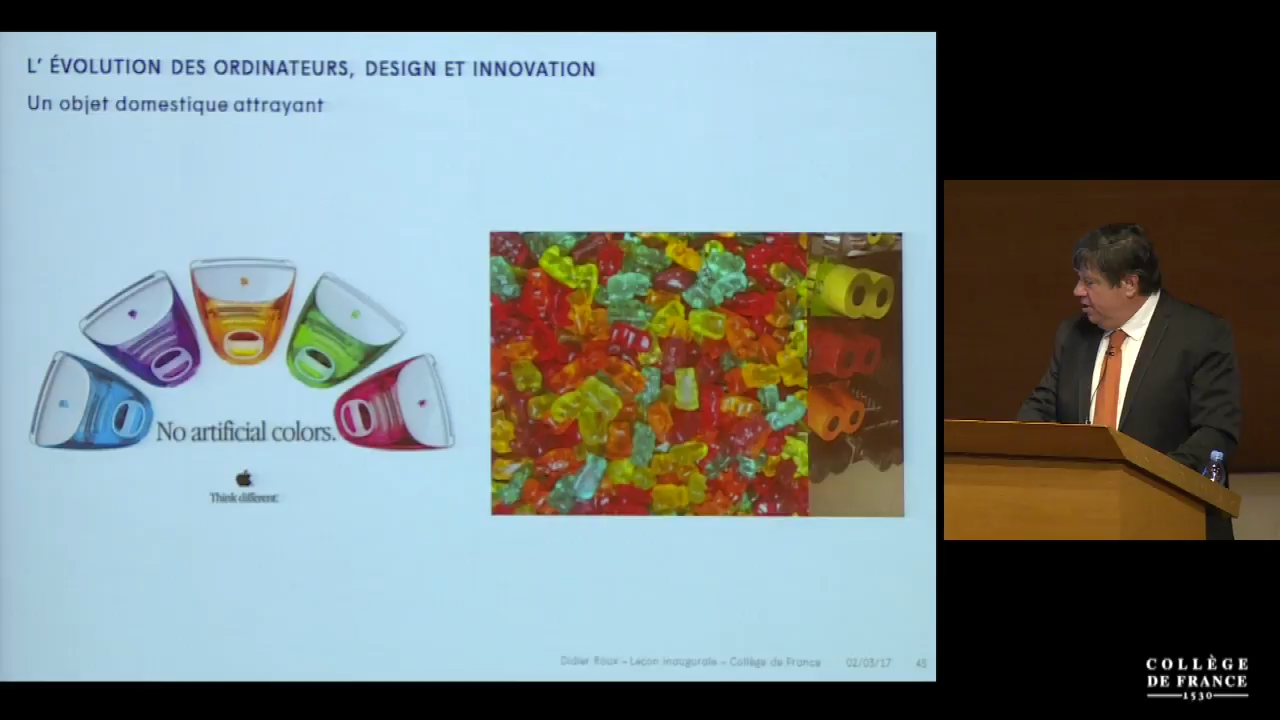 L' ÉVOLUTION DES ORDINATEURS, DESIGN ET INNOVATION
Un objet domestique attrayant
No artificial colors.
Think different.
Didier Roux – Leçon inaugurale – Collège de France 02/03/17 45
COLLÈGE
DE FRANCE
1530